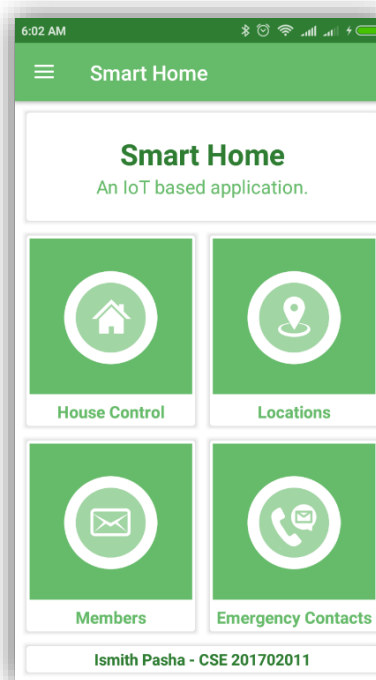 6:02 AM
Smart Home
Smart Home
An IoT based application.
House Control
Locations
Members
Emergency Contacts
Ismith Pasha - CSE 201702011